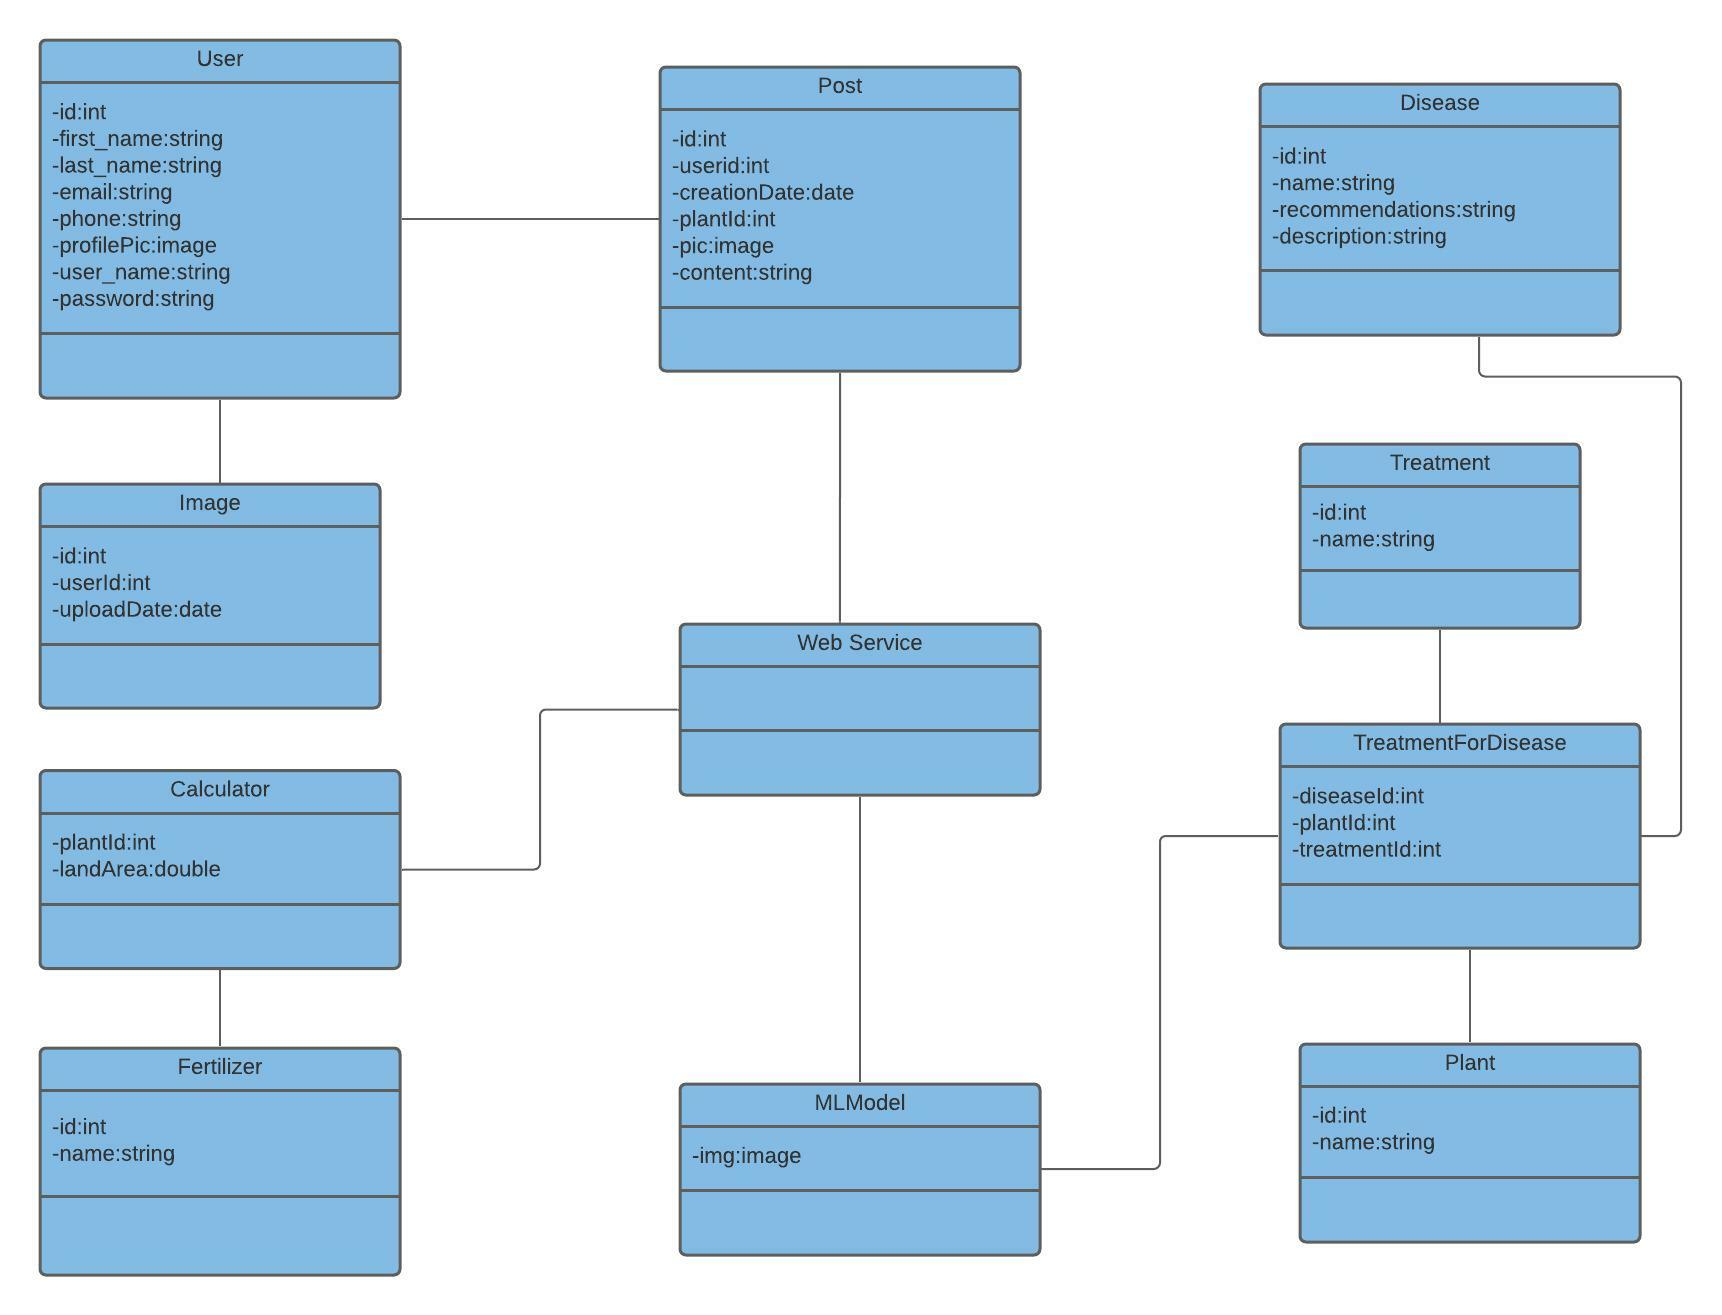 User
-id:int
-first_name:string
-last_name:string
-email:string
-phone:string
-profilePic:image
-user_name:string
-password:string
Post
-id:int
-userid:int
-creationDate:date
-plantId:int
-pic:image
-content:string
Disease
-id:int
-name:string
-recommendations:string
-description:string
Image
-id:int
-userId:int
-uploadDate:date
Treatment
-id:int
-name:string
Web Service
Calculator
-plantId:int
-landArea:double
TreatmentForDisease
-diseaseId:int
-plantId:int
-treatmentId:int
Fertilizer
-id:int
-name:string
MLModel
-img:image
Plant
-id:int
-name:string